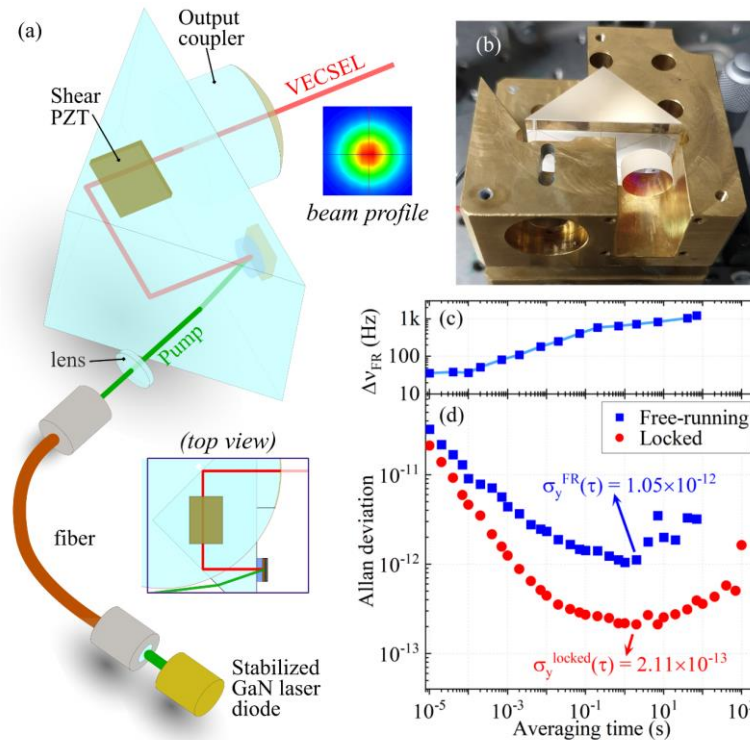 (a)
Output
coupler
VECSEL
Shear
PZT
beam profile
lens
Pump
(top view)
fiber
Stabilized
GaN laser
diode
(b)
(c)
Δν_FR (Hz)
1k
100
10
(d)
Free-running
Locked
σ_y^FR(τ) = 1.05×10^-12
σ_y^locked(τ) = 2.11×10^-13
Allan deviation
10^-11
10^-12
10^-13
10^-5 10^-3 10^-1 10^1 10^3
Averaging time (s)